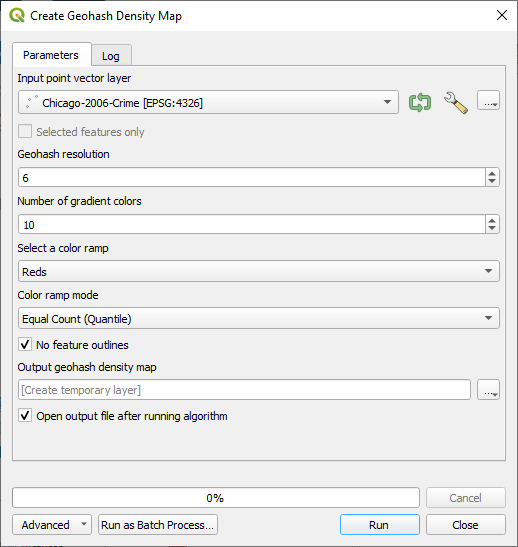 Create Geohash Density Map
Parameters Log
Input point vector layer
Chicago-2006-Crime [EPSG:4326]
...
Selected features only
Geohash resolution
6
Number of gradient colors
10
Select a color ramp
Reds
Color ramp mode
Equal Count (Quantile)
No feature outlines
Output geohash density map
[Create temporary layer]
...
Open output file after running algorithm
0%
Cancel
Advanced Run as Batch Process... Run Close